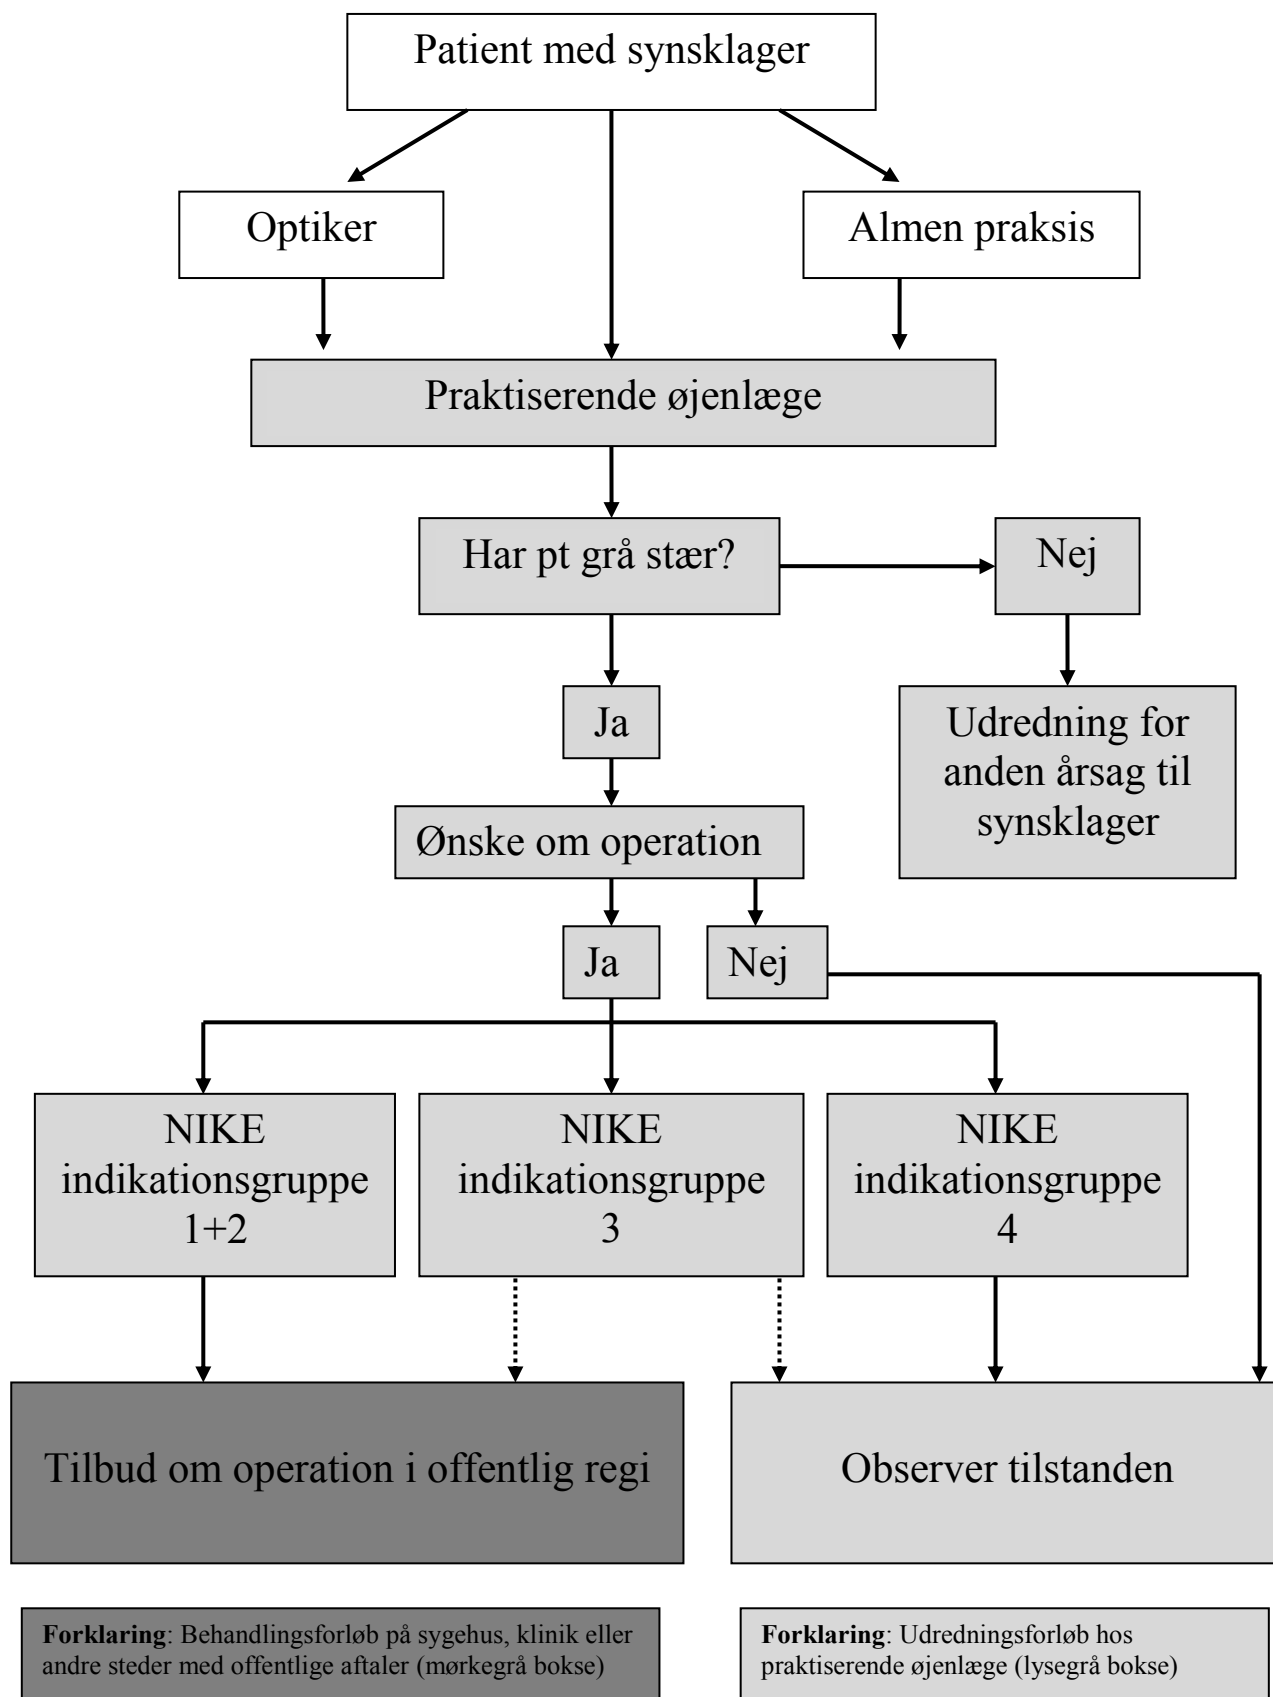 Patient med synsklager
Optiker
Almen praksis
Praktiserende øjenlæge
Har pt grå stær?
Nej
Ja
Udredning for
anden årsag til
synsklager
Ønske om operation
Ja
Nej
NIKE
indikationsgruppe
1+2
NIKE
indikationsgruppe
3
NIKE
indikationsgruppe
4
Tilbud om operation i offentlig regi
Observer tilstanden
Forklaring: Behandlingsforløb på sygehus, klinik eller
andre steder med offentlige aftaler (mørkegrå bokse)
Forklaring: Udredningsforløb hos
praktiserende øjenlæge (lysegrå bokse)